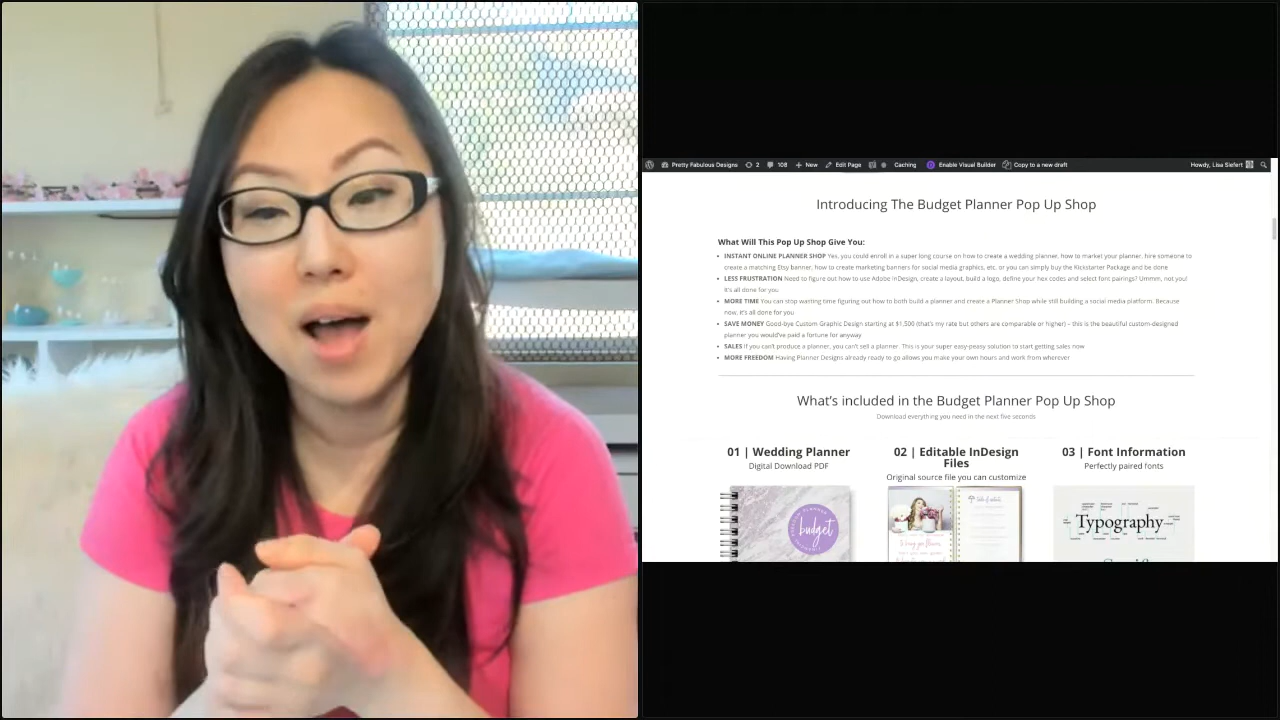 Pretty Fabulous Designs 2 108 New Edit Page Caching Enable Visual Builder Copy to a new draft Howdy, Lisa Siefert
Introducing The Budget Planner Pop Up Shop
What Will This Pop Up Shop Give You:
INSTANT ONLINE PLANNER SHOP Yes, you could enroll in a super long course on how to create a wedding planner, how to market your planner, hire someone to
create a matching Etsy banner, how to create marketing banners for social media graphics, etc. or you can simply buy the Kickstarter Package and be done
LESS FRUSTRATION Need to figure out how to use Adobe InDesign, create a layout, build a logo, define your hex codes and select font pairings? Ummm, not you!
It's all done for you
MORE TIME You can stop wasting time figuring out how to both build a planner and create a Planner Shop while still building a social media platform. Because
now, it's all done for you
SAVE MONEY Good-bye Custom Graphic Design starting at $1,500 (that's my rate but others are comparable or higher) – this is the beautiful custom-designed
planner you would've paid a fortune for anyway
SALES If you can't produce a planner, you can't sell a planner. This is your super easy-peasy solution to start getting sales now
MORE FREEDOM Having Planner Designs already ready to go allows you make your own hours and work from wherever
What's included in the Budget Planner Pop Up Shop
Download everything you need in the next five seconds
01 | Wedding Planner
Digital Download PDF
02 | Editable InDesign
Files
Original source file you can customize
03 | Font Information
Perfectly paired fonts
budget
Typography